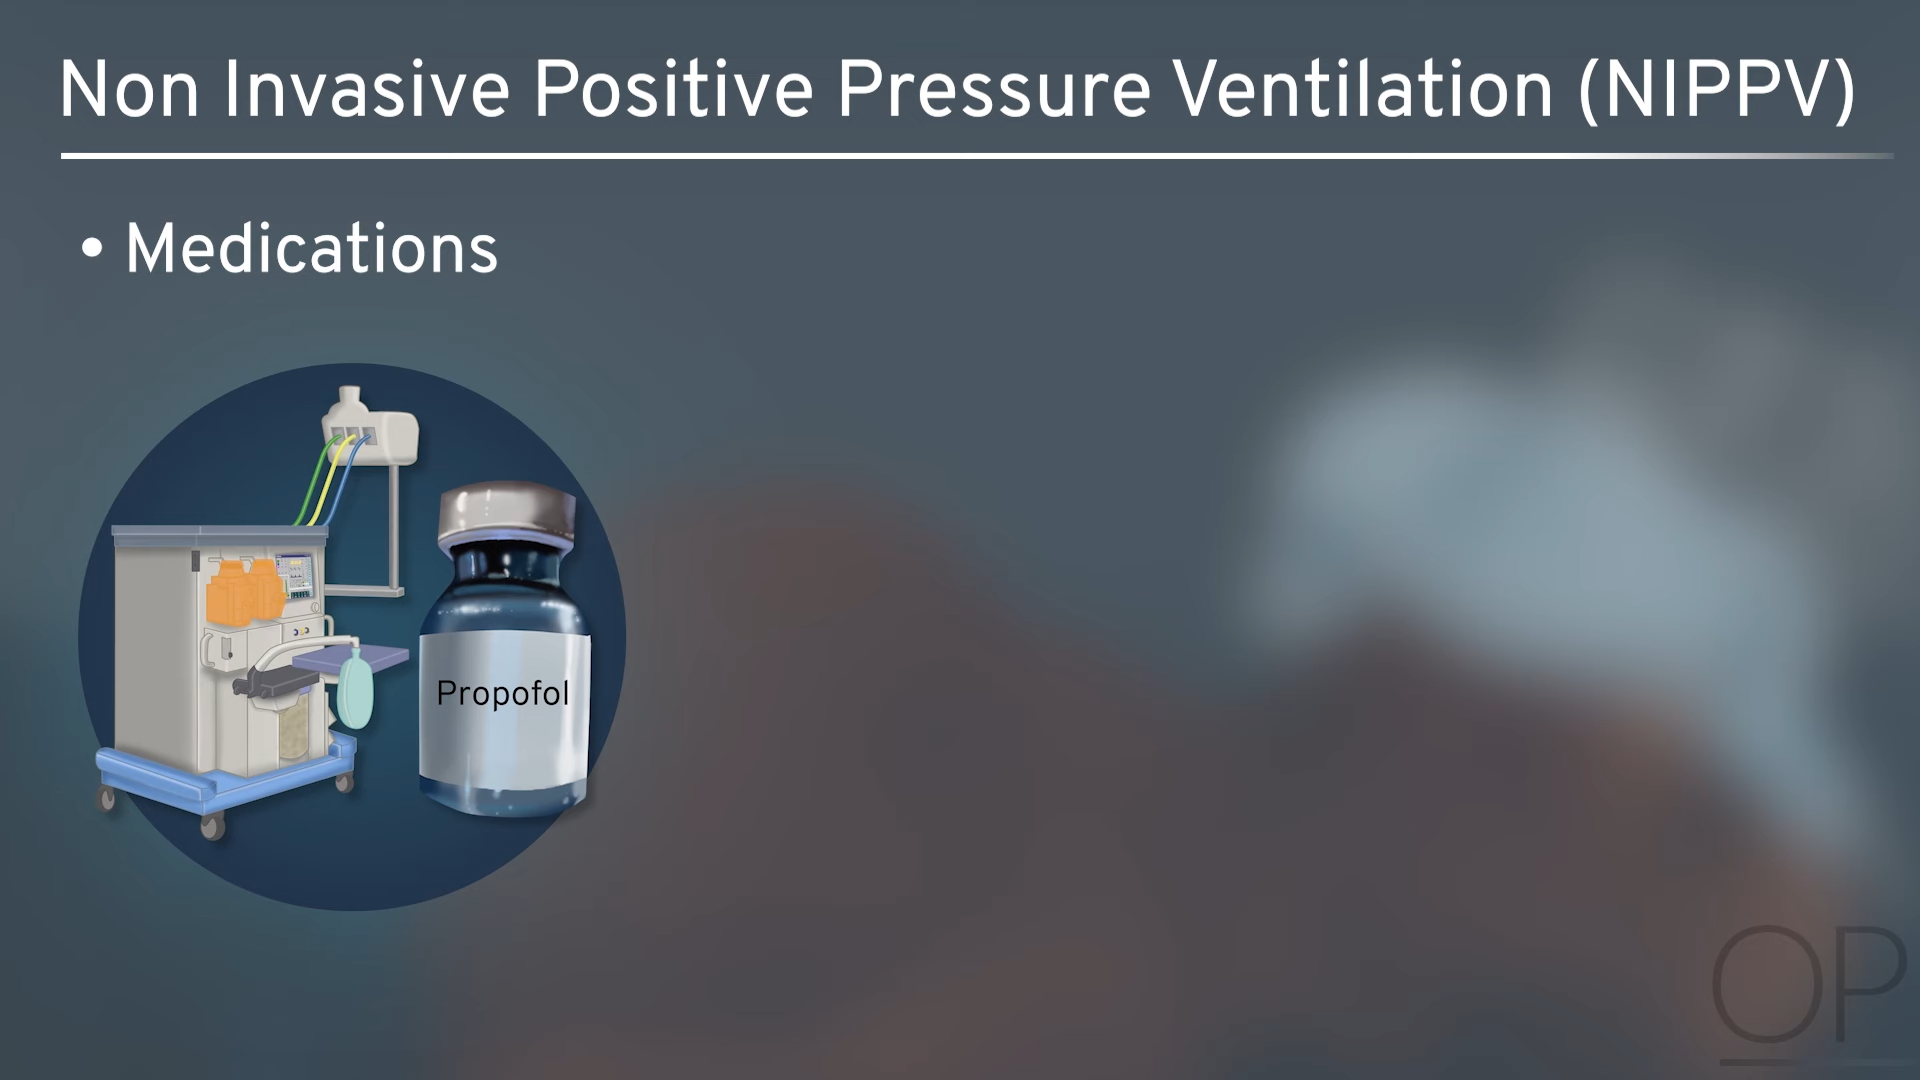 Non Invasive Positive Pressure Ventilation (NIPPV)
• Medications
Propofol
OP